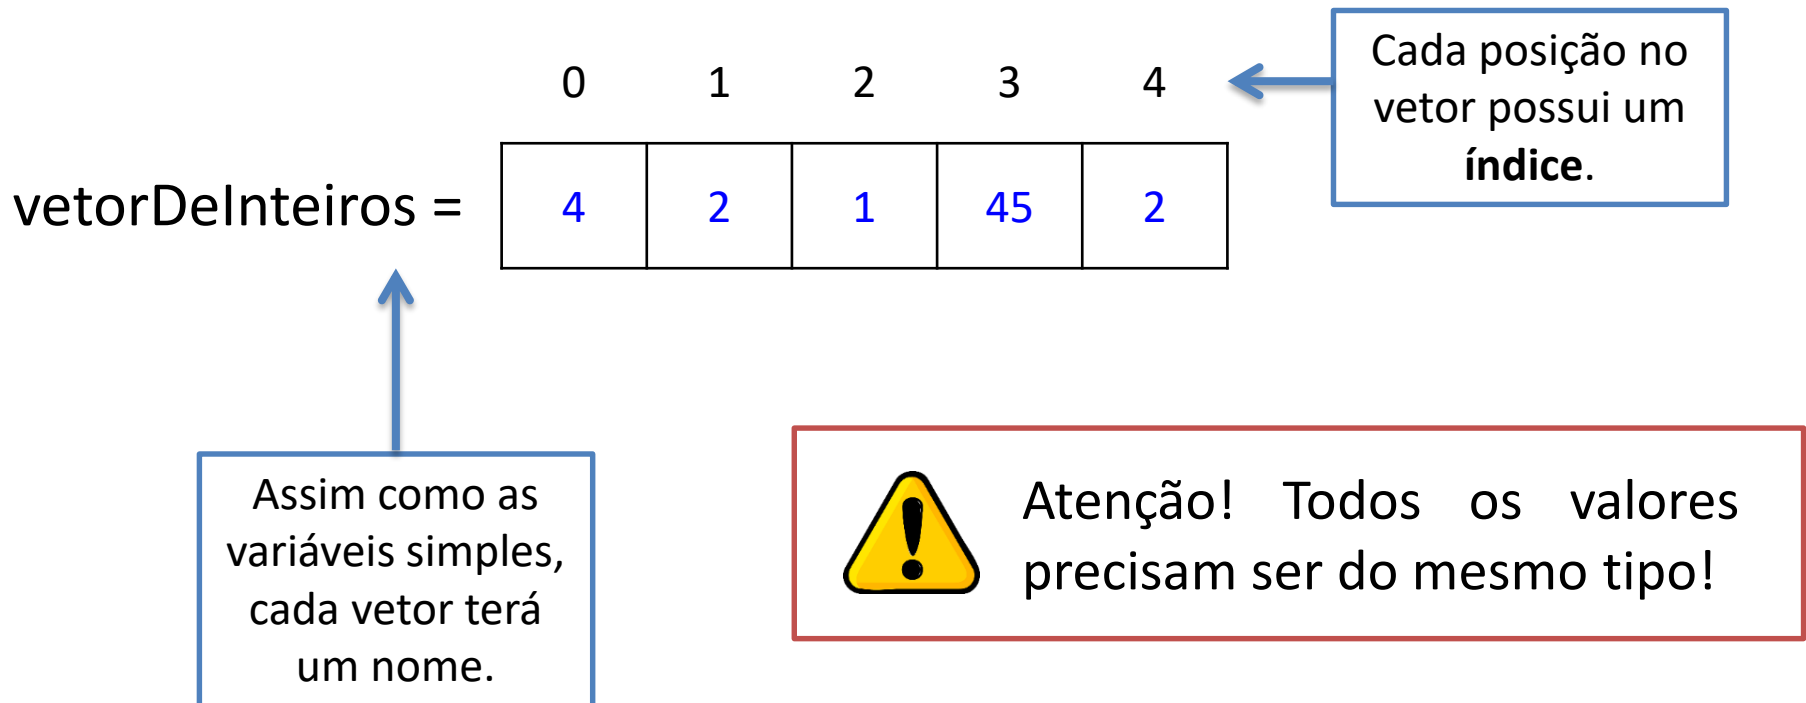 0 1 2 3 4
vetorDeInteiros = 4 2 1 45 2
Cada posição no
vetor possui um
índice.
Assim como as
variáveis simples,
cada vetor terá
um nome.
Atenção! Todos os valores
precisam ser do mesmo tipo!